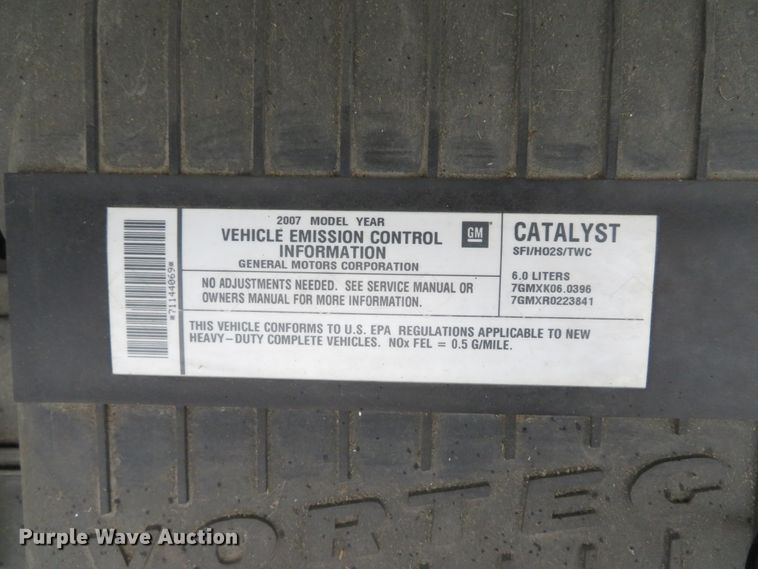 2007 MODEL YEAR
VEHICLE EMISSION CONTROL
INFORMATION
GENERAL MOTORS CORPORATION
GM
CATALYST
SFI/HO2S/TWC
NO ADJUSTMENTS NEEDED. SEE SERVICE MANUAL OR
OWNERS MANUAL FOR MORE INFORMATION.
6.0 LITERS
7GMXK06.0396
7GMXR0223841
THIS VEHICLE CONFORMS TO U.S. EPA REGULATIONS APPLICABLE TO NEW
HEAVY-DUTY COMPLETE VEHICLES. NOx FEL = 0.5 G/MILE.
*71144069*
VORTEC
Purple Wave Auction